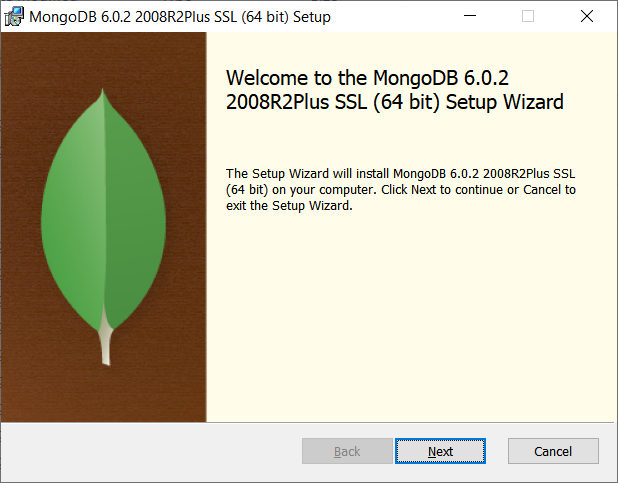 MongoDB 6.0.2 2008R2Plus SSL (64 bit) Setup
Welcome to the MongoDB 6.0.2
2008R2Plus SSL (64 bit) Setup Wizard
The Setup Wizard will install MongoDB 6.0.2 2008R2Plus SSL
(64 bit) on your computer. Click Next to continue or Cancel to
exit the Setup Wizard.
Back
Next
Cancel